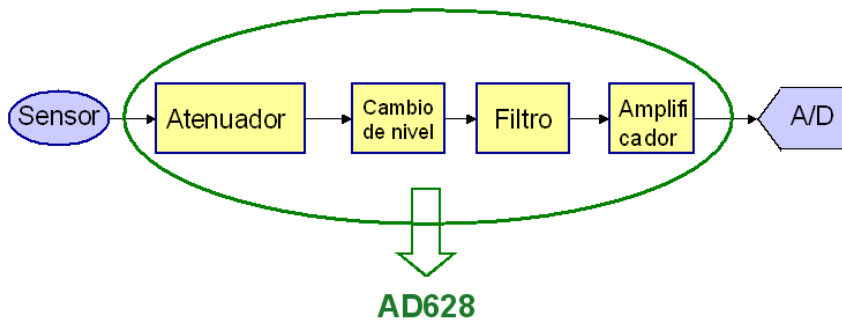 Sensor
Atenuador
Cambio
de nivel
Filtro
Amplifi
cador
A/D
AD628